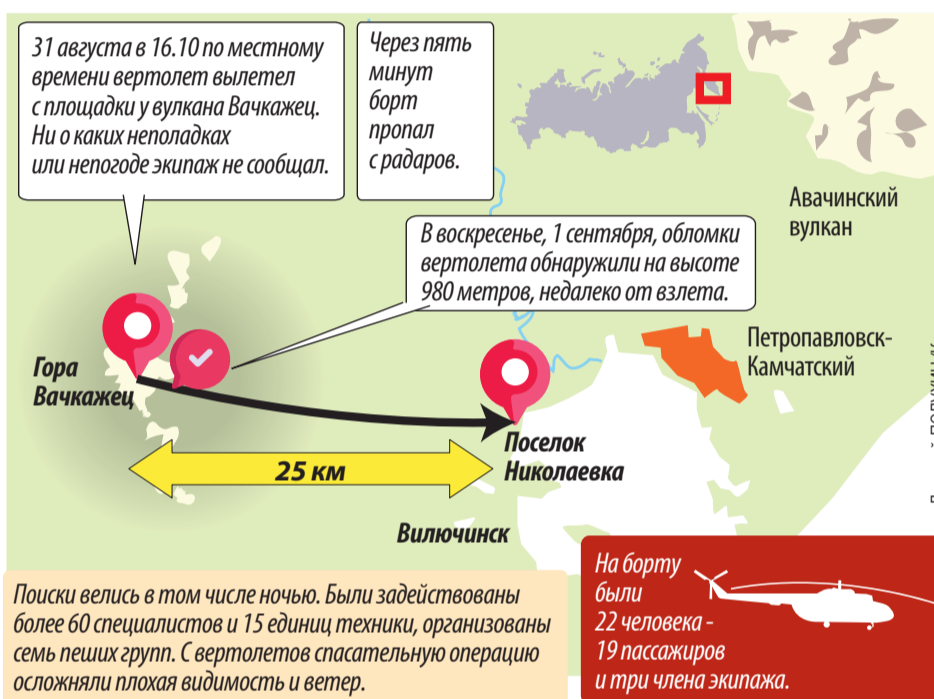 31 августа в 16.10 по местному
времени вертолет вылетел
с площадки у вулкана Вачкажец.
Ни о каких неполадках
или непогоде экипаж не сообщал.
Через пять
минут
борт
пропал
с радаров.
Авачинский
вулкан
В воскресенье, 1 сентября, обломки
вертолета обнаружили на высоте
980 метров, недалеко от взлета.
Петропавловск-
Камчатский
Гора
Вачкажец
Поселок
Николаевка
25 км
Вилючинск
Поиски велись в том числе ночью. Были задействованы
более 60 специалистов и 15 единиц техники, организованы
семь пеших групп. С вертолетов спасательную операцию
осложняли плохая видимость и ветер.
На борту
были
22 человека -
19 пассажиров
и три члена экипажа.